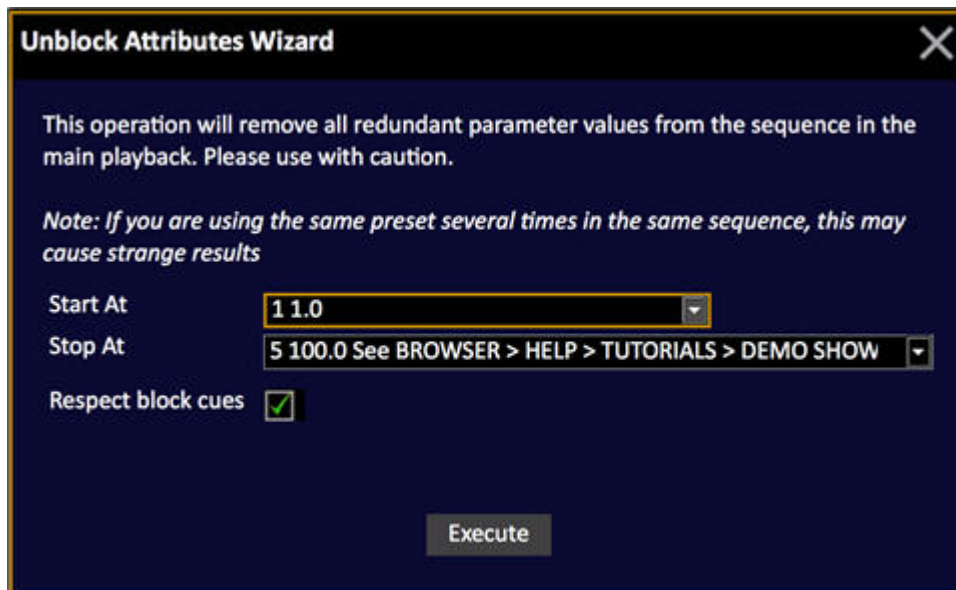 Unblock Attributes Wizard
This operation will remove all redundant parameter values from the sequence in the
main playback. Please use with caution.
Note: If you are using the same preset several times in the same sequence, this may
cause strange results
Start At 1 1.0
Stop At 5 100.0 See BROWSER > HELP > TUTORIALS > DEMO SHOW
Respect block cues
Execute